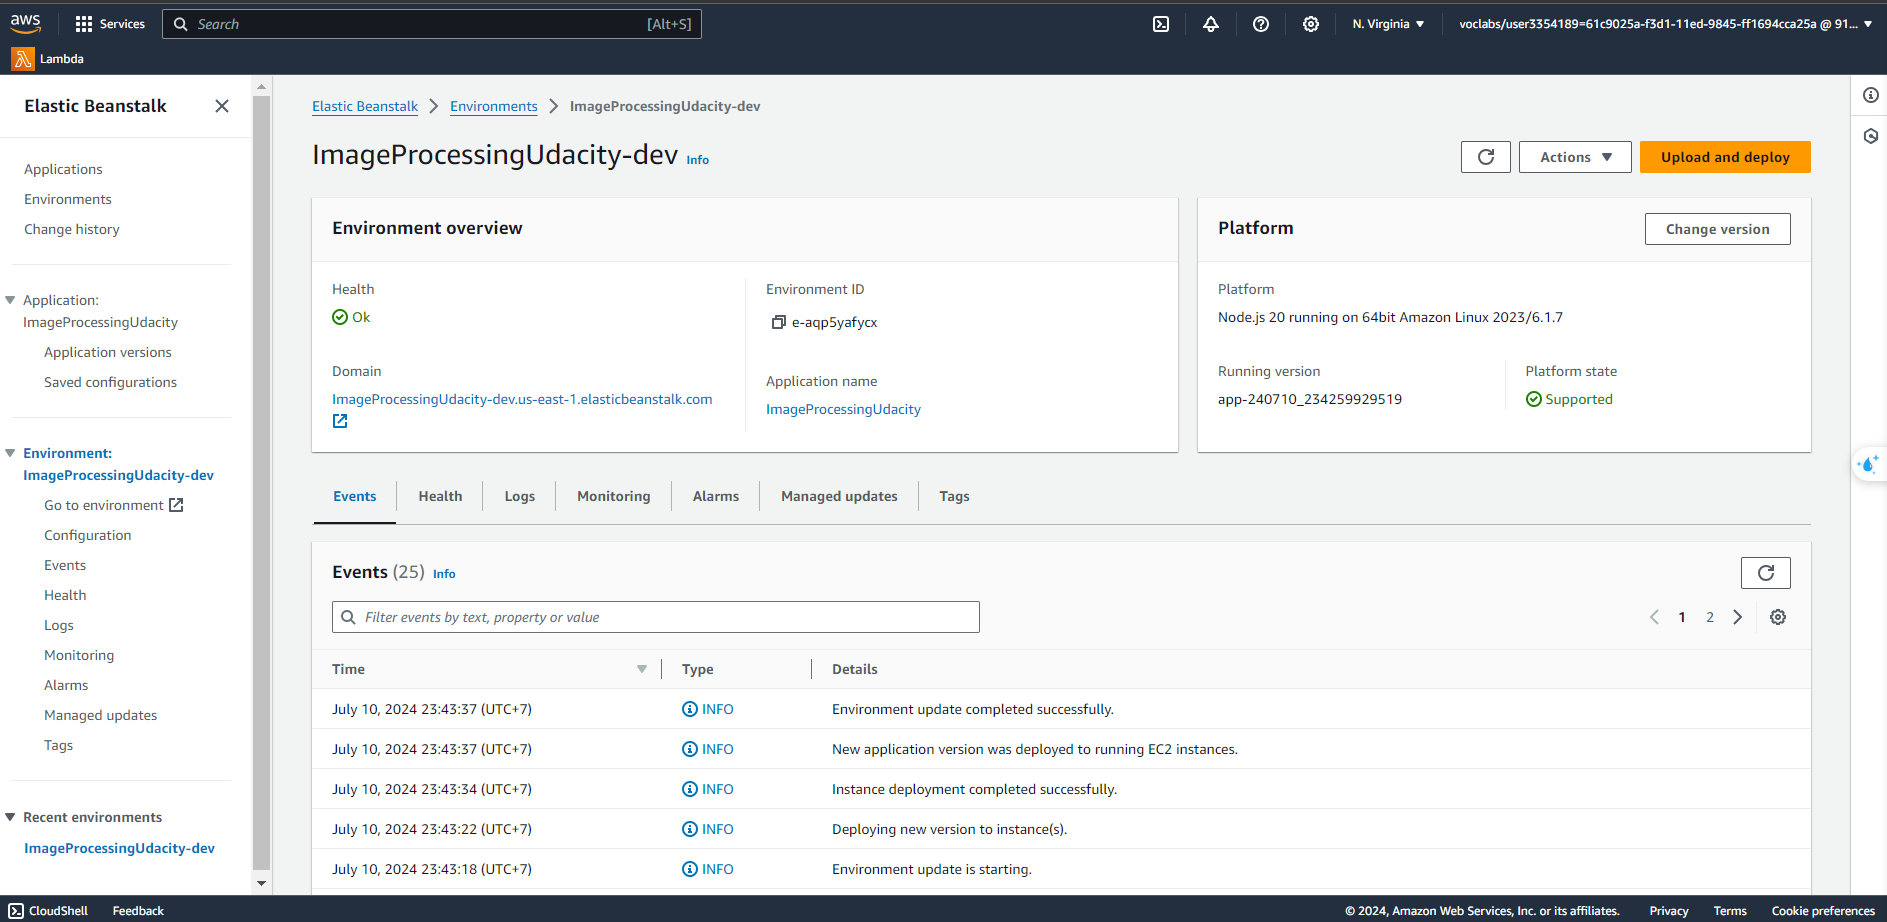 aws
Services
Search
[Alt+S]
N. Virginia
voclabs/user3354189=61c9025a-f3d1-11ed-9845-ff1694cca25a @ 91...
Lambda
Elastic Beanstalk
Applications
Environments
Change history
Application:
ImageProcessingUdacity
Application versions
Saved configurations
Environment:
ImageProcessingUdacity-dev
Go to environment
Configuration
Events
Health
Logs
Monitoring
Alarms
Managed updates
Tags
Recent environments
ImageProcessingUdacity-dev
Elastic Beanstalk > Environments > ImageProcessingUdacity-dev
ImageProcessingUdacity-dev Info
Actions
Upload and deploy
Environment overview
Health
Ok
Domain
ImageProcessingUdacity-dev.us-east-1.elasticbeanstalk.com
Environment ID
e-aqp5yafycx
Application name
ImageProcessingUdacity
Platform
Change version
Platform
Node.js 20 running on 64bit Amazon Linux 2023/6.1.7
Running version
app-240710_234259929519
Platform state
Supported
Events Health Logs Monitoring Alarms Managed updates Tags
Events (25) Info
Filter events by text, property or value
1 2
Time Type Details
July 10, 2024 23:43:37 (UTC+7) INFO Environment update completed successfully.
July 10, 2024 23:43:37 (UTC+7) INFO New application version was deployed to running EC2 instances.
July 10, 2024 23:43:34 (UTC+7) INFO Instance deployment completed successfully.
July 10, 2024 23:43:22 (UTC+7) INFO Deploying new version to instance(s).
July 10, 2024 23:43:18 (UTC+7) INFO Environment update is starting.
CloudShell Feedback
© 2024, Amazon Web Services, Inc. or its affiliates. Privacy Terms Cookie preferences